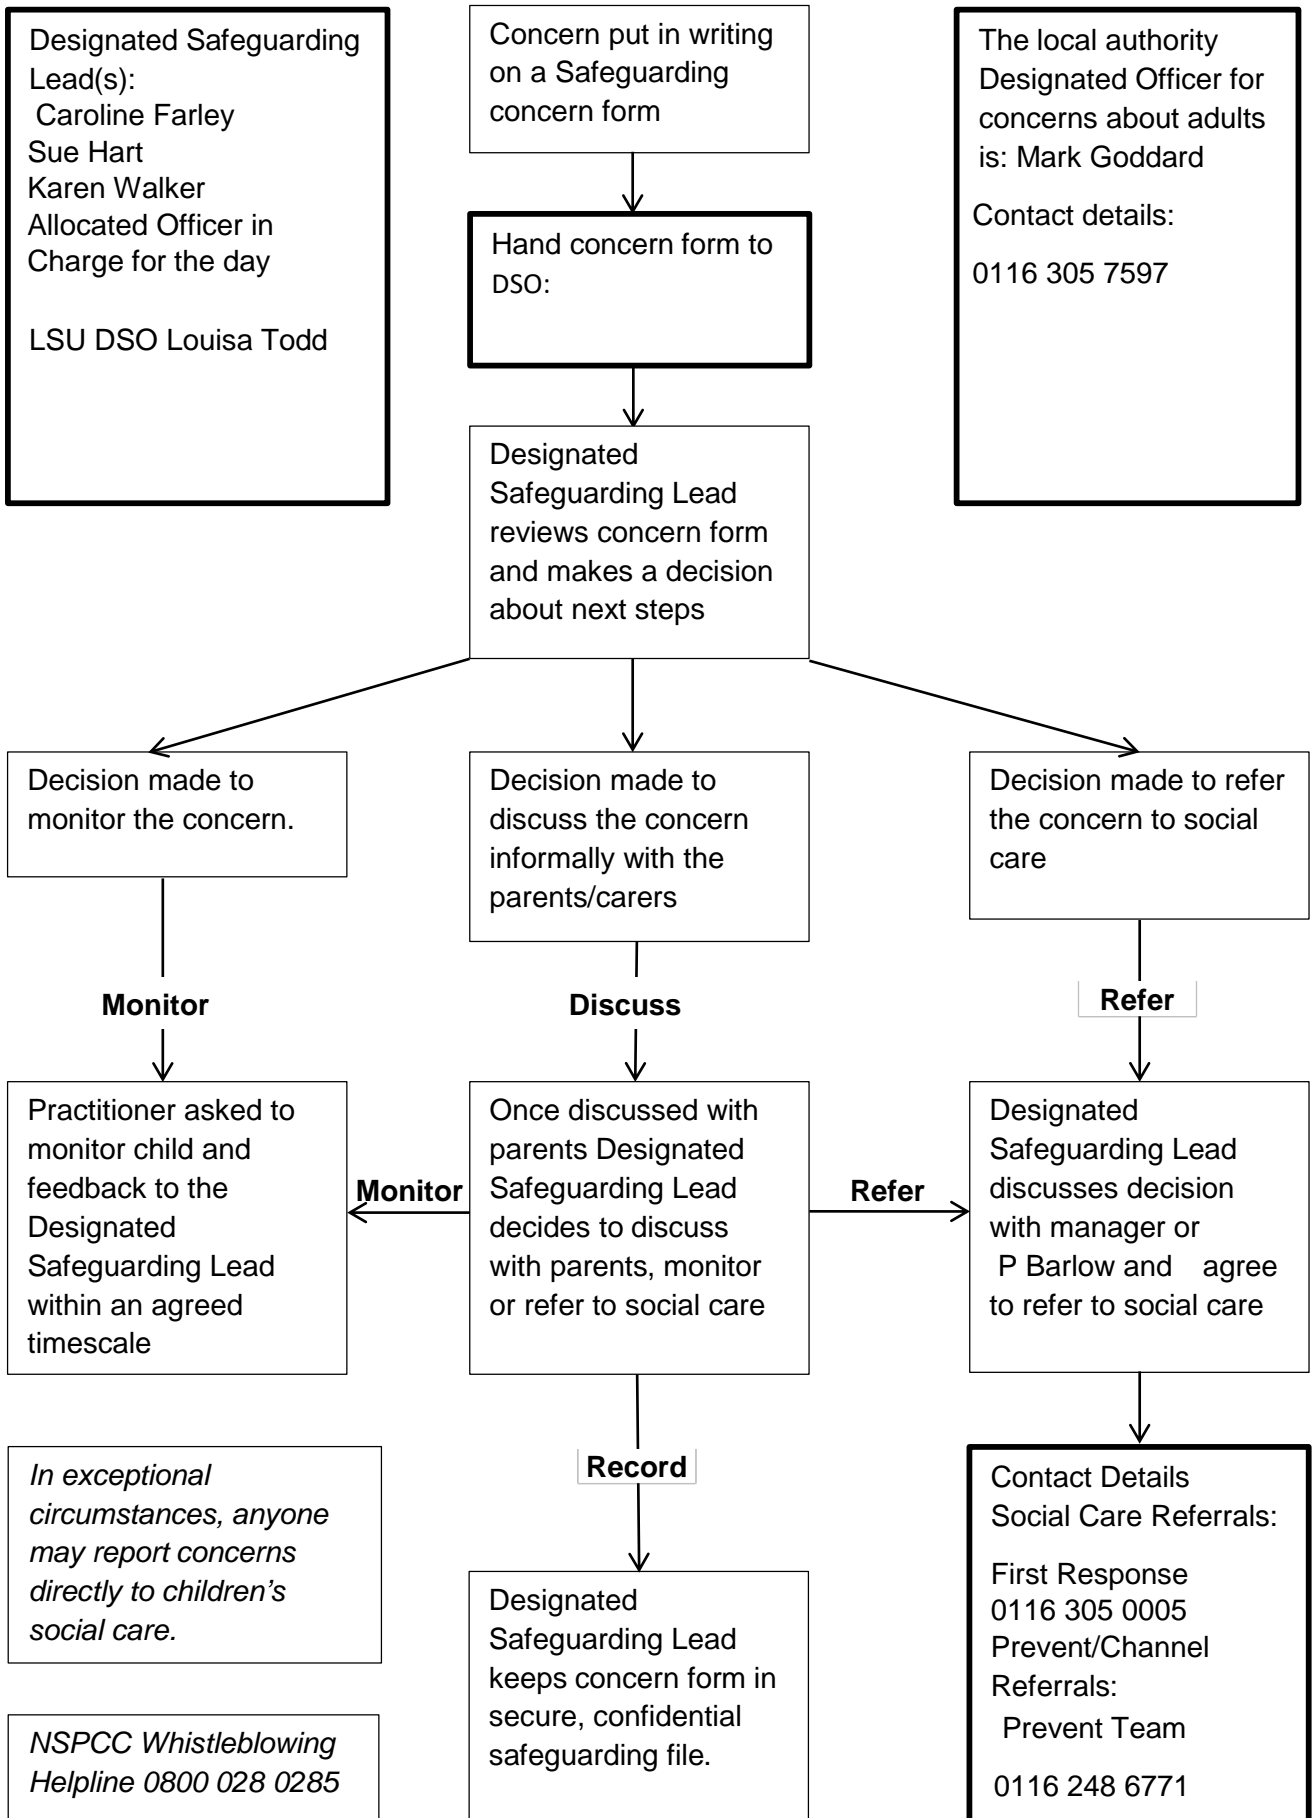 Designated Safeguarding
Lead(s):
Caroline Farley
Sue Hart
Karen Walker
Allocated Officer in
Charge for the day
LSU DSO Louisa Todd
Concern put in writing
on a Safeguarding
concern form
The local authority
Designated Officer for
concerns about adults
is: Mark Goddard
Contact details:
0116 305 7597
Hand concern form to
DSO:
Designated
Safeguarding Lead
reviews concern form
and makes a decision
about next steps
Decision made to
monitor the concern.
Decision made to
discuss the concern
informally with the
parents/carers
Decision made to refer
the concern to social
care
Monitor
Discuss
Refer
Practitioner asked to
monitor child and
feedback to the
Designated
Safeguarding Lead
within an agreed
timescale
Monitor
Once discussed with
parents Designated
Safeguarding Lead
decides to discuss
with parents, monitor
or refer to social care
Refer
Designated
Safeguarding Lead
discusses decision
with manager or
P Barlow and agree
to refer to social care
In exceptional
circumstances, anyone
may report concerns
directly to children’s
social care.
Record
Contact Details
Social Care Referrals:
First Response
0116 305 0005
Prevent/Channel
Referrals:
Prevent Team
0116 248 6771
Designated
Safeguarding Lead
keeps concern form in
secure, confidential
safeguarding file.
NSPCC Whistleblowing
Helpline 0800 028 0285